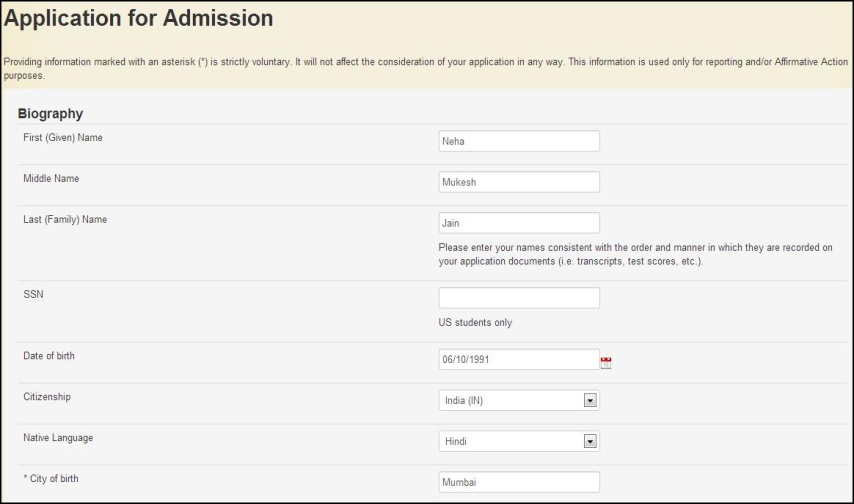 Application for Admission
Providing information marked with an asterisk (*) is strictly voluntary. It will not affect the consideration of your application in any way. This information is used only for reporting and/or Affirmative Action
purposes.
Biography
First (Given) Name
Neha
Middle Name
Mukesh
Last (Family) Name
Jain
Please enter your names consistent with the order and manner in which they are recorded on
your application documents (i.e. transcripts, test scores, etc.).
SSN
US students only
Date of birth
06/10/1991
Citizenship
India (IN)
Native Language
Hindi
* City of birth
Mumbai